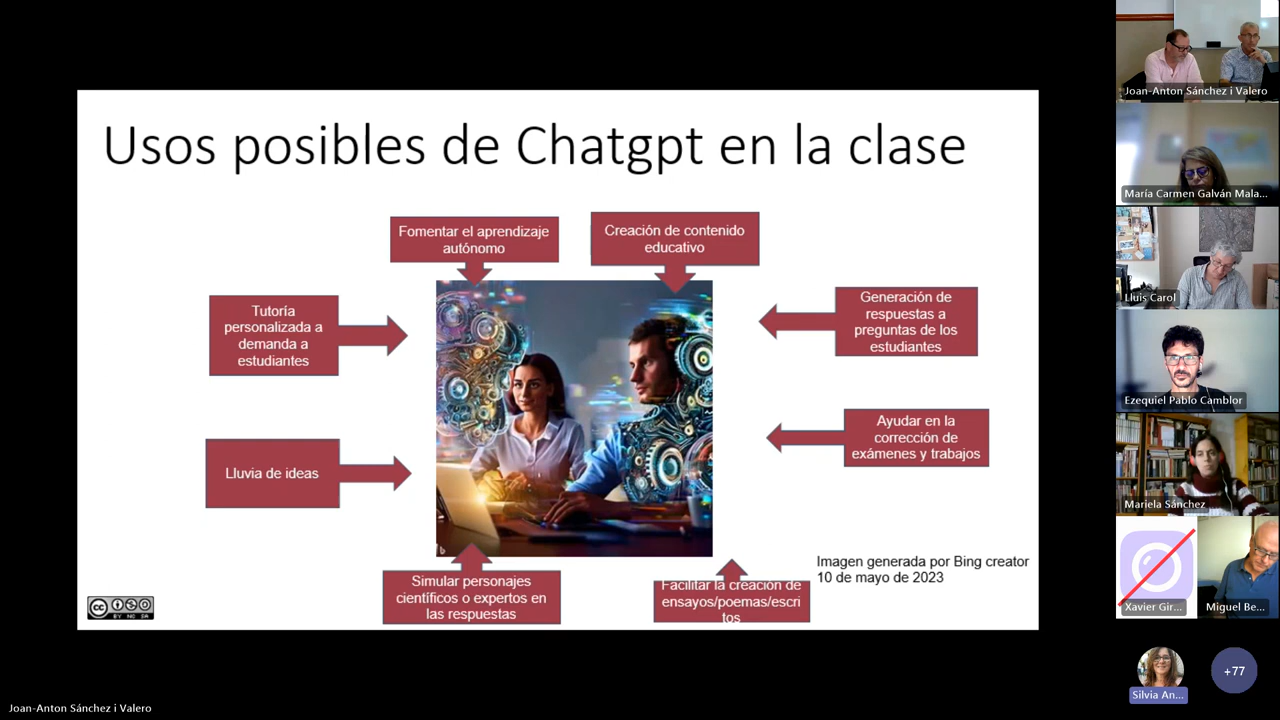 Usos posibles de Chatgpt en la clase
Fomentar el aprendizaje
autónomo
Creación de contenido
educativo
Tutoría
personalizada a
demanda a
estudiantes
Generación de
respuestas a
preguntas de los
estudiantes
Lluvia de ideas
Ayudar en la
corrección de
exámenes y trabajos
Simular personajes
científicos o expertos en
las respuestas
Facilitar la creación de
ensayos/poemas/escri
tos
Imagen generada por Bing creator
10 de mayo de 2023
CC
BY NC SA
Joan-Anton Sánchez i Valero
María Carmen Galván Mala...
Lluís Carol
Ezequiel Pablo Camblor
Mariela Sánchez
Xavier Gir...
Miguel Be...
Silvia An...
+77
Joan-Anton Sánchez i Valero